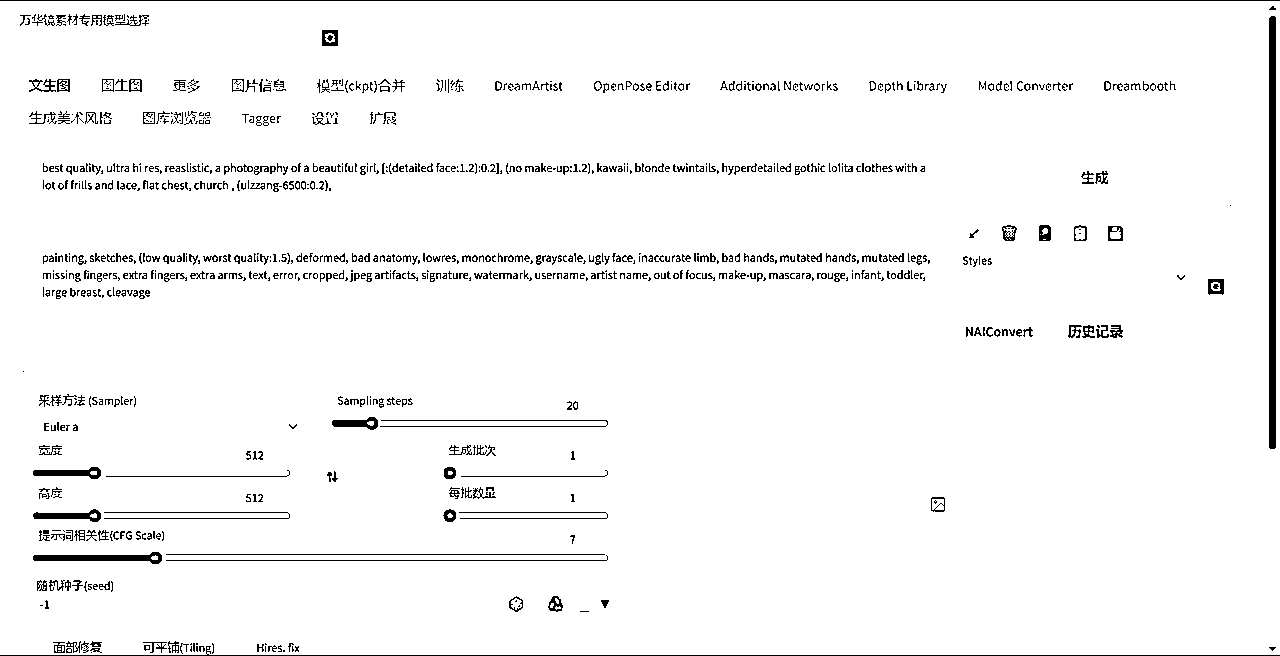 万华镜素材专用模型选择
文生图 图生图 更多 图片信息 模型(ckpt)合并 训练 DreamArtist OpenPose Editor Additional Networks Depth Library Model Converter Dreambooth
生成美术风格 图库浏览器 Tagger 设置 扩展
best quality, ultra hi res, reaslistic, a photography of a beautiful girl, [:(detailed face:1.2):0.2], (no make-up:1.2), kawaii, blonde twintails, hyperdetailed gothic lolita clothes with a
lot of frills and lace, flat chest, church , (ulzzang-6500:0.2),
生成
painting, sketches, (low quality, worst quality:1.5), deformed, bad anatomy, lowres, monochrome, grayscale, ugly face, inaccurate limb, bad hands, mutated hands, mutated legs,
missing fingers, extra fingers, extra arms, text, error, cropped, jpeg artifacts, signature, watermark, username, artist name, out of focus, make-up, mascara, rouge, infant, toddler,
large breast, cleavage
Styles
NAIConvert 历史记录
采样方法 (Sampler)
Euler a
Sampling steps 20
宽度 512
生成批次 1
高度 512
每批数量 1
提示词相关性(CFG Scale) 7
随机种子(seed)
-1
面部修复 可平铺(Tiling) Hires. fix